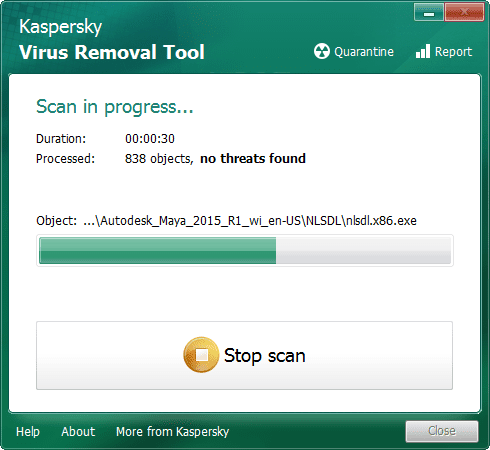 Kaspersky
Virus Removal Tool
Quarantine
Report
Scan in progress...
Duration: 00:00:30
Processed: 838 objects, no threats found
Object: ...\Autodesk_Maya_2015_R1_wi_en-US\NLSDL\nlsdl.x86.exe
Stop scan
Help About More from Kaspersky Close